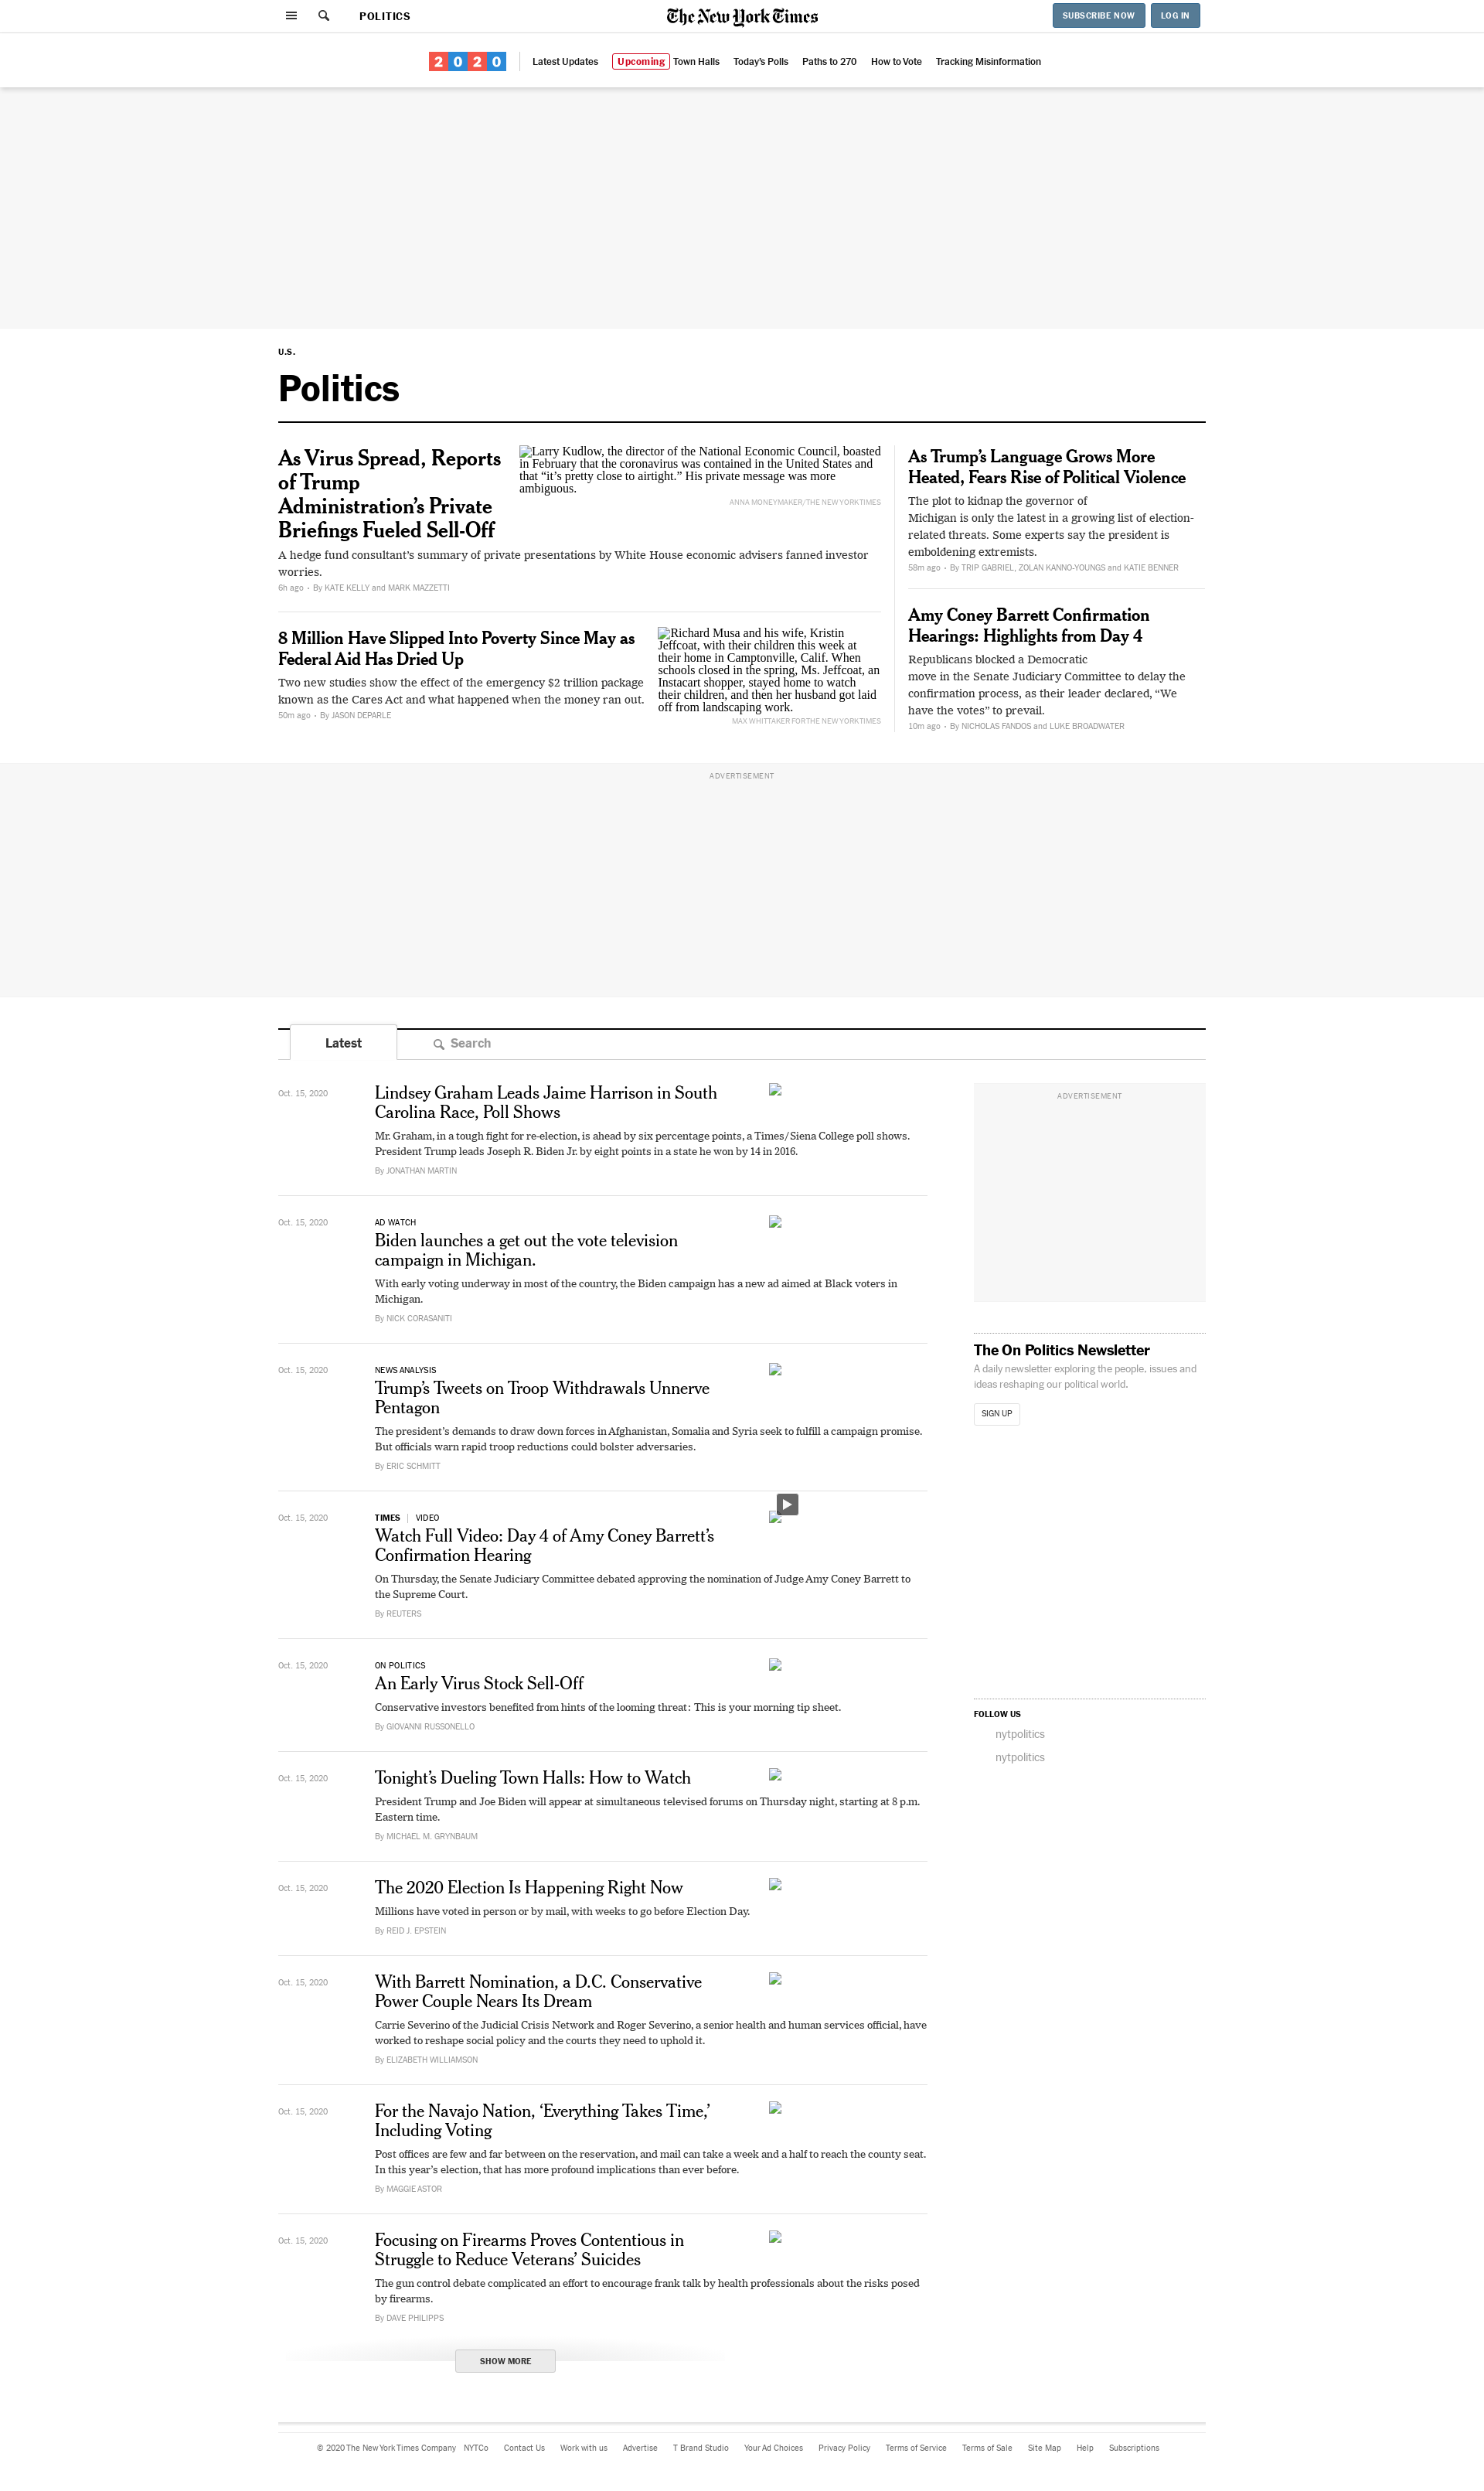 POLITICS
The New York Times
SUBSCRIBE NOW
LOG IN
2020
Latest Updates
Upcoming Town Halls
Today's Polls
Paths to 270
How to Vote
Tracking Misinformation
U.S.
Politics
As Virus Spread, Reports
of Trump
Administration's Private
Briefings Fueled Sell-Off
Larry Kudlow, the director of the National Economic Council, boasted
in February that the coronavirus was contained in the United States and
that “it’s pretty close to airtight.” His private message was more
ambiguous.
ANNA MONEYMAKER/THE NEW YORK TIMES
A hedge fund consultant’s summary of private presentations by White House economic advisers fanned investor
worries.
6h ago • By KATE KELLY and MARK MAZZETTI
8 Million Have Slipped Into Poverty Since May as
Federal Aid Has Dried Up
Two new studies show the effect of the emergency $2 trillion package
known as the Cares Act and what happened when the money ran out.
50m ago • By JASON DEPARLE
Richard Musa and his wife, Kristin
Jeffcoat, with their children this week at
their home in Camptonville, Calif. When
schools closed in the spring, Ms. Jeffcoat, an
Instacart shopper, stayed home to watch
their children, and then her husband got laid
off from landscaping work.
MAX WHITTAKER FOR THE NEW YORK TIMES
As Trump’s Language Grows More
Heated, Fears Rise of Political Violence
The plot to kidnap the governor of
Michigan is only the latest in a growing list of election-
related threats. Some experts say the president is
emboldening extremists.
58m ago • By TRIP GABRIEL, ZOLAN KANNO-YOUNGS and KATIE BENNER
Amy Coney Barrett Confirmation
Hearings: Highlights from Day 4
Republicans blocked a Democratic
move in the Senate Judiciary Committee to delay the
confirmation process, as their leader declared, “We
have the votes” to prevail.
10m ago • By NICHOLAS FANDOS and LUKE BROADWATER
ADVERTISEMENT
Latest
Search
Oct. 15, 2020
Lindsey Graham Leads Jaime Harrison in South
Carolina Race, Poll Shows
Mr. Graham, in a tough fight for re-election, is ahead by six percentage points, a Times/Siena College poll shows.
President Trump leads Joseph R. Biden Jr. by eight points in a state he won by 14 in 2016.
By JONATHAN MARTIN
Oct. 15, 2020
AD WATCH
Biden launches a get out the vote television
campaign in Michigan.
With early voting underway in most of the country, the Biden campaign has a new ad aimed at Black voters in
Michigan.
By NICK CORASANITI
Oct. 15, 2020
NEWS ANALYSIS
Trump’s Tweets on Troop Withdrawals Unnerve
Pentagon
The president’s demands to draw down forces in Afghanistan, Somalia and Syria seek to fulfill a campaign promise.
But officials warn rapid troop reductions could bolster adversaries.
By ERIC SCHMITT
Oct. 15, 2020
TIMES | VIDEO
Watch Full Video: Day 4 of Amy Coney Barrett’s
Confirmation Hearing
On Thursday, the Senate Judiciary Committee debated approving the nomination of Judge Amy Coney Barrett to
the Supreme Court.
By REUTERS
Oct. 15, 2020
ON POLITICS
An Early Virus Stock Sell-Off
Conservative investors benefited from hints of the looming threat: This is your morning tip sheet.
By GIOVANNI RUSSONELLO
Oct. 15, 2020
Tonight’s Dueling Town Halls: How to Watch
President Trump and Joe Biden will appear at simultaneous televised forums on Thursday night, starting at 8 p.m.
Eastern time.
By MICHAEL M. GRYNBAUM
Oct. 15, 2020
The 2020 Election Is Happening Right Now
Millions have voted in person or by mail, with weeks to go before Election Day.
By REID J. EPSTEIN
Oct. 15, 2020
With Barrett Nomination, a D.C. Conservative
Power Couple Nears Its Dream
Carrie Severino of the Judicial Crisis Network and Roger Severino, a senior health and human services official, have
worked to reshape social policy and the courts they need to uphold it.
By ELIZABETH WILLIAMSON
Oct. 15, 2020
For the Navajo Nation, ‘Everything Takes Time,’
Including Voting
Post offices are few and far between on the reservation, and mail can take a week and a half to reach the county seat.
In this year’s election, that has more profound implications than ever before.
By MAGGIE ASTOR
Oct. 15, 2020
Focusing on Firearms Proves Contentious in
Struggle to Reduce Veterans’ Suicides
The gun control debate complicated an effort to encourage frank talk by health professionals about the risks posed
by firearms.
By DAVE PHILIPPS
SHOW MORE
ADVERTISEMENT
The On Politics Newsletter
A daily newsletter exploring the people, issues and
ideas reshaping our political world.
SIGN UP
FOLLOW US
nytpolitics
nytpolitics
© 2020 The New York Times Company
NYTCo
Contact Us
Work with us
Advertise
T Brand Studio
Your Ad Choices
Privacy Policy
Terms of Service
Terms of Sale
Site Map
Help
Subscriptions